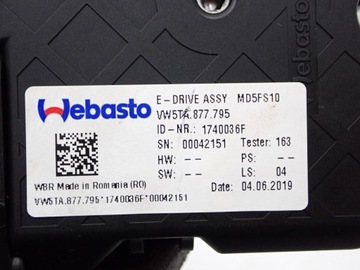 Webasto
E-DRIVE ASSY MD5FS10
VW5TA.877.795
ID-NR.: 1740036F
SN: 00042151 Tester: 163
HW: -- PS: --
SW: -- LS: 04
WBR Made in Romania (RO) Date: 04.06.2019
VW5TA.877.795*1740036F*00042151